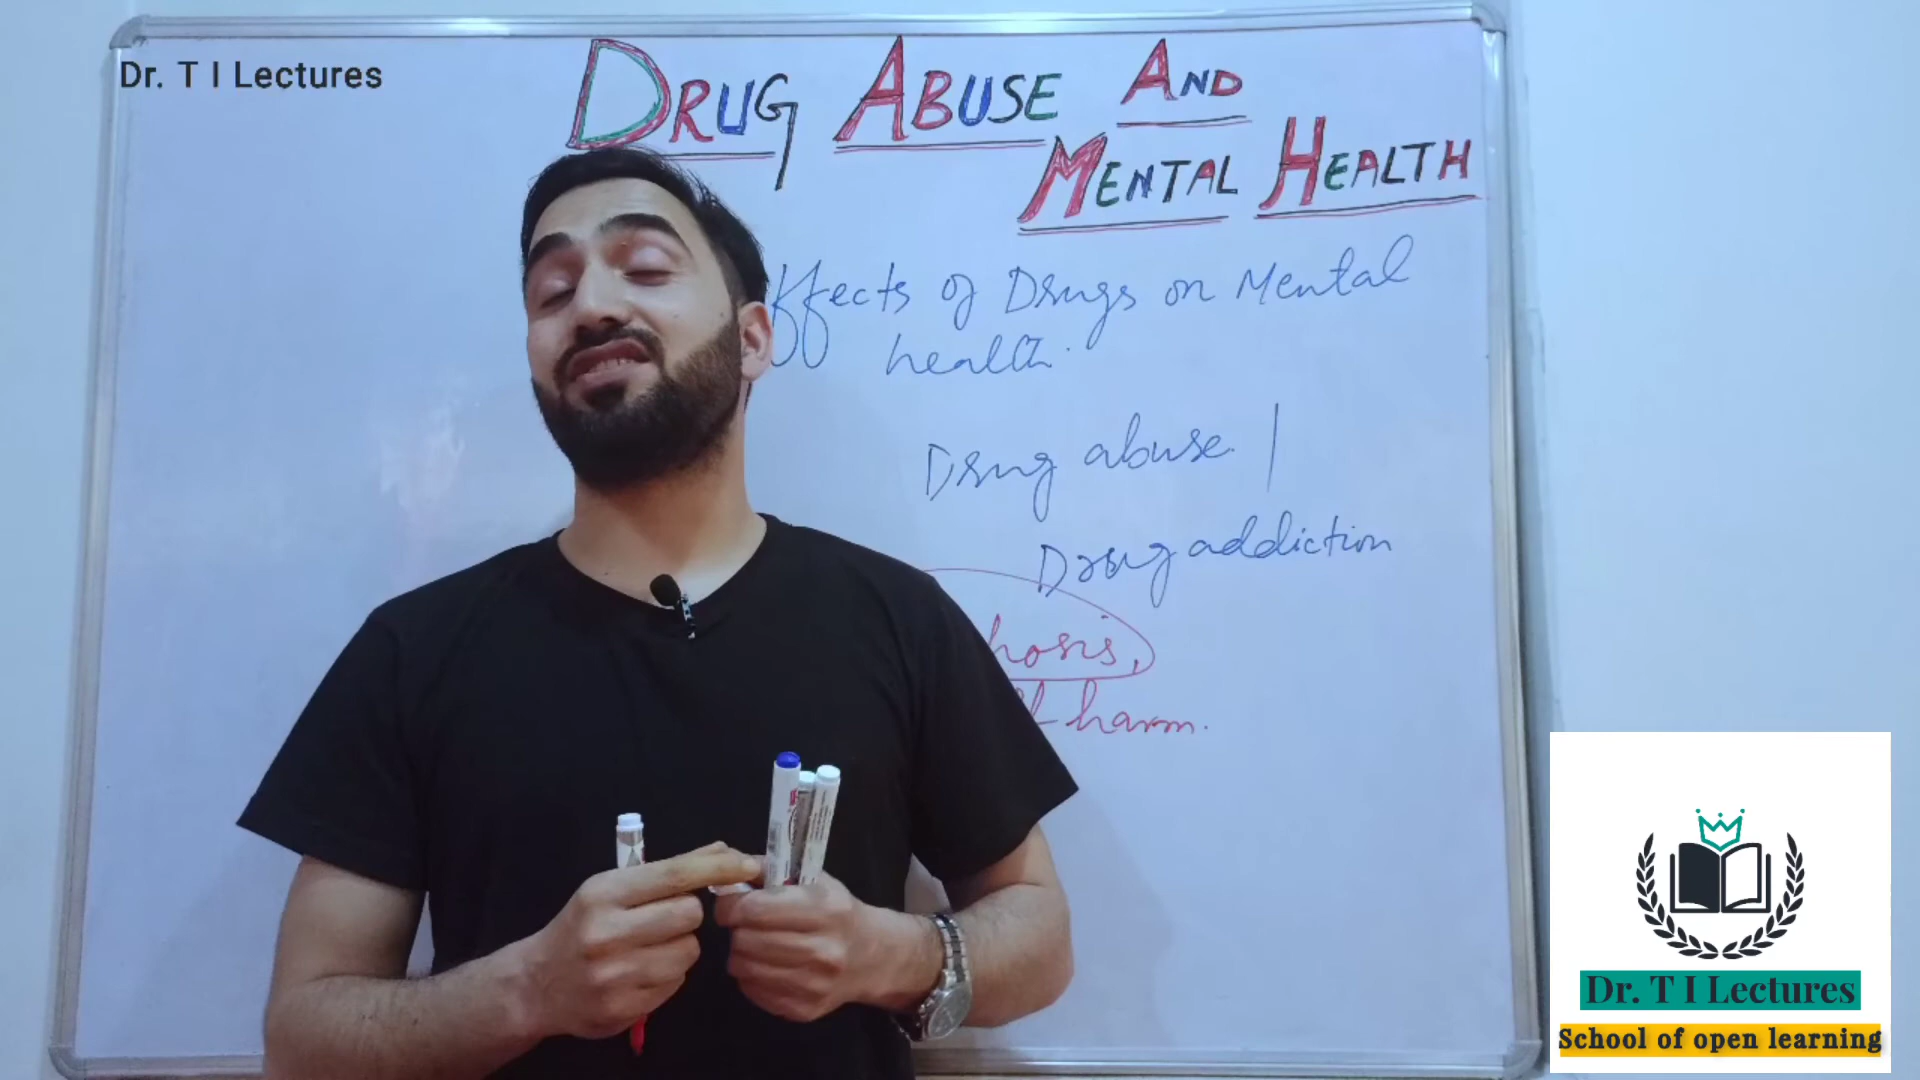 Dr. T I Lectures
DRUG ABUSE AND
MENTAL HEALTH
ffects of Drugs on Mental
health.
Drug abuse |
Drug addiction
hosis,
harm.
Dr. T I Lectures
School of open learning